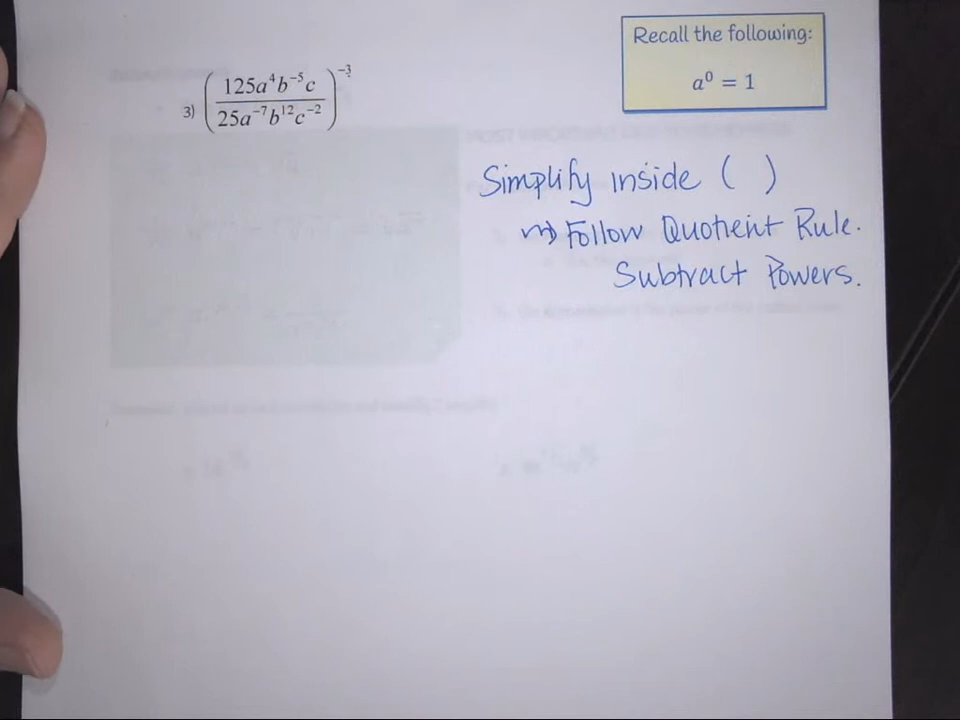 Recall the following:
a⁰ = 1
3) (125a⁴b⁻⁵c / 25a⁻⁷b¹²c⁻²)⁻³
Simplify inside ( )
↝ Follow Quotient Rule.
Subtract Powers.